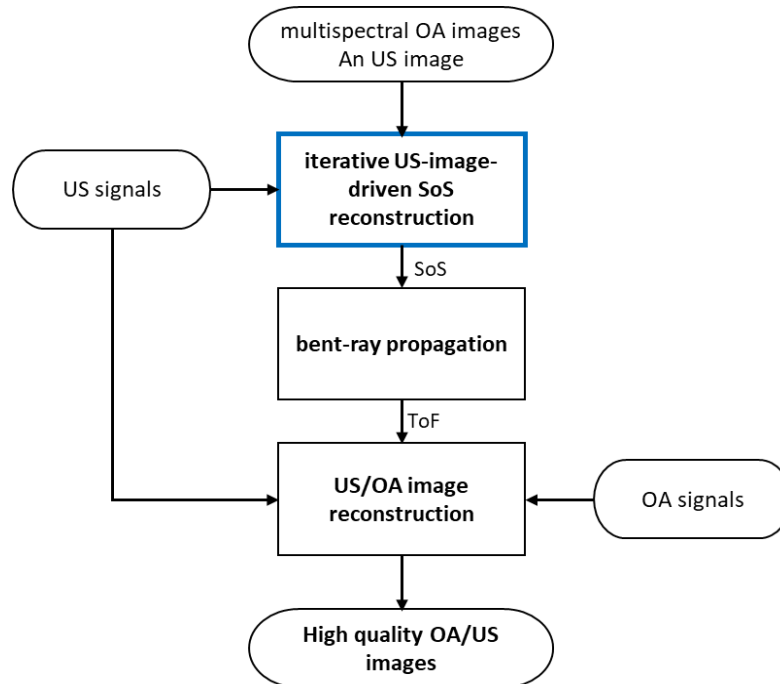 multispectral OA images
An US image
iterative US-image-
driven SoS
reconstruction
US signals
SoS
bent-ray propagation
ToF
US/OA image
reconstruction
OA signals
High quality OA/US
images